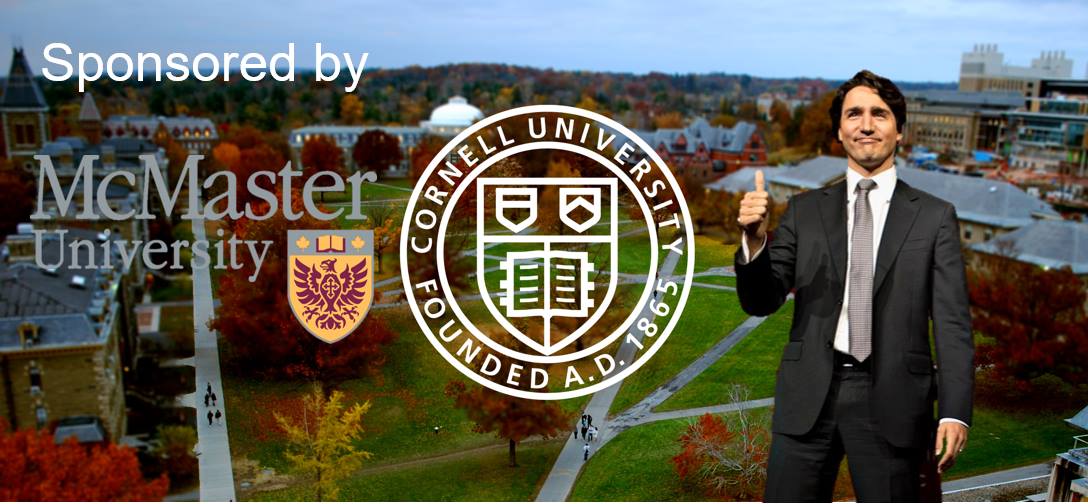 Sponsored by
McMaster
University
CORNELL UNIVERSITY
FOUNDED A.D. 1865